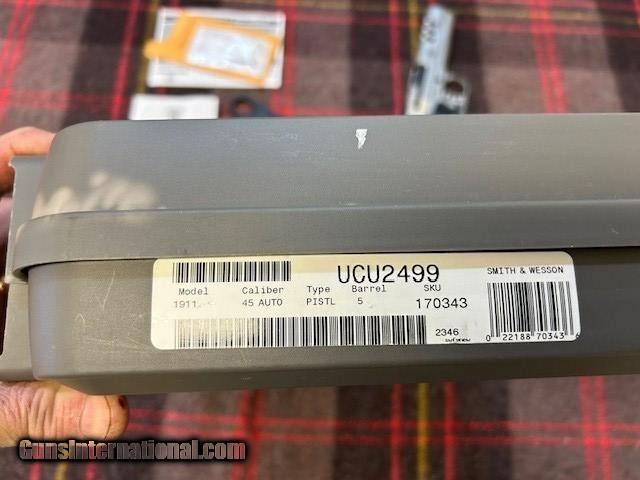 UCU2499
SMITH & WESSON
Model Caliber Type Barrel SKU
1911 45 AUTO PISTL 5 170343
2346
0 22188 70343 6
GunsInternational.com